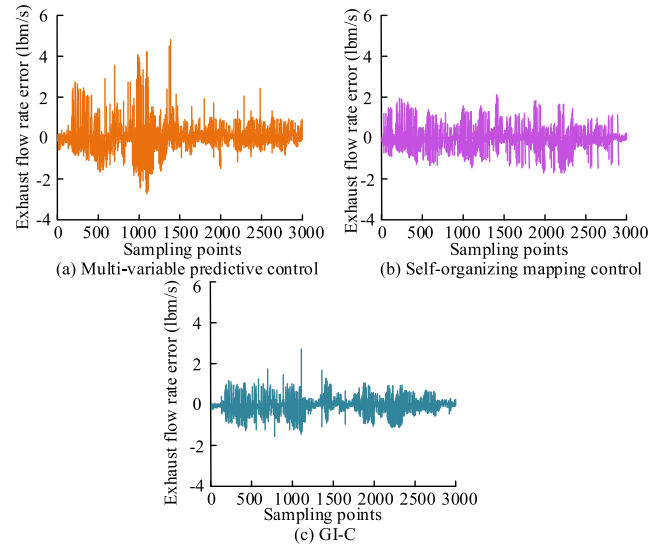 Exhaust flow rate error (lbm/s)
6
4
2
0
-2
-4
0 500 1000 1500 2000 2500 3000
Sampling points
(a) Multi-variable predictive control
Exhaust flow rate error (lbm/s)
6
4
2
0
-2
-4
0 500 1000 1500 2000 2500 3000
Sampling points
(b) Self-organizing mapping control
Exhaust flow rate error (lbm/s)
6
4
2
0
-2
-4
0 500 1000 1500 2000 2500 3000
Sampling points
(c) GI-C